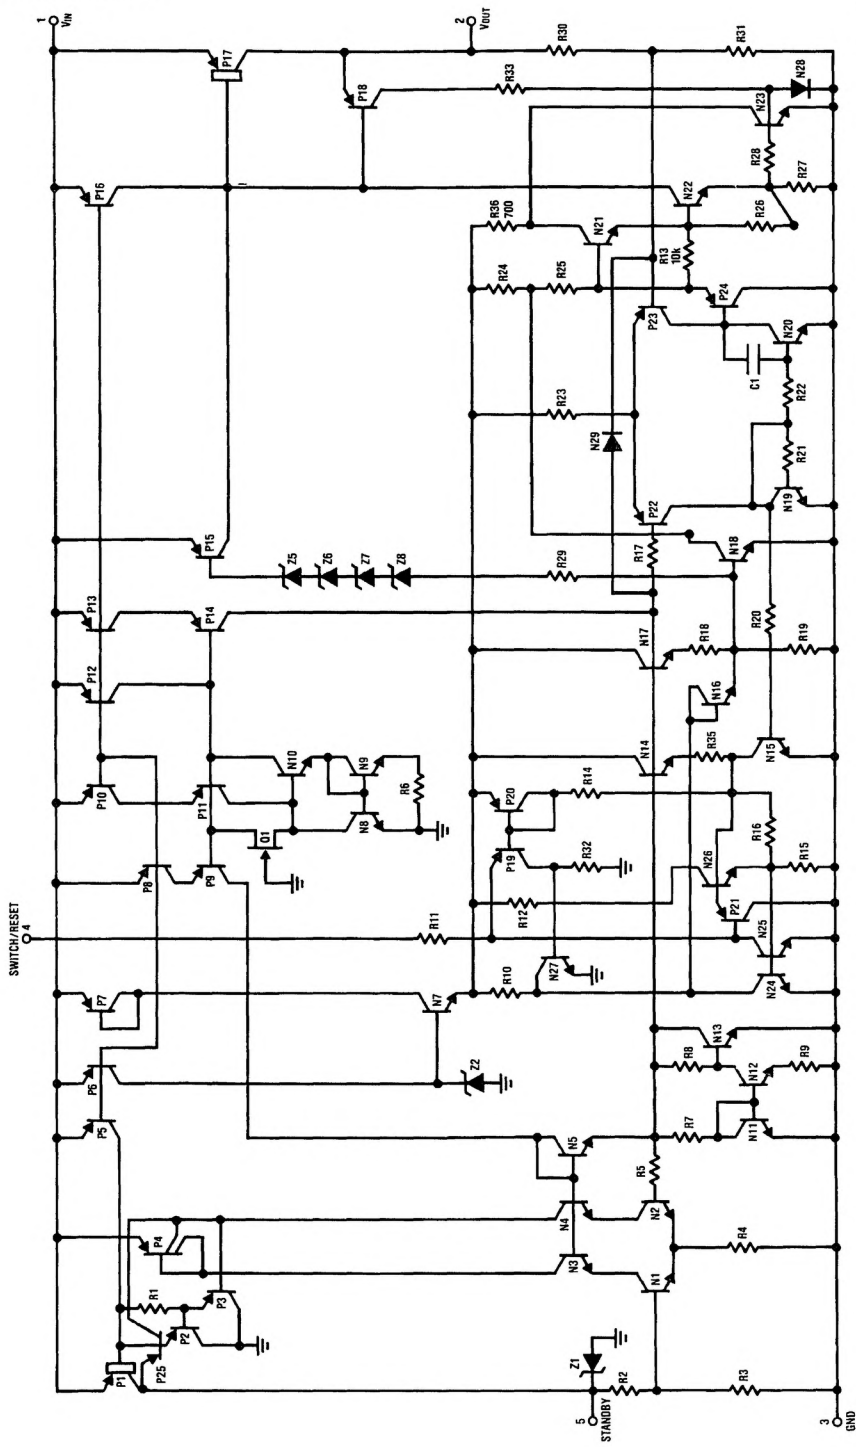 SWITCH/RESET
4
1
VIN
P4
P5
P6
P7
P8
P10
P12
P13
P16
P1
P25
P2
R1
P3
P9
P11
P14
P15
P17
Q1
N10
N8
N9
R6
Z5
Z6
Z7
Z8
P18
R11
N7
Z2
2
VOUT
R10
R12
P19
P20
R14
R32
N27
R29
R23
R24
R36
700
R25
N21
R33
R30
N3
N4
N5
5
STANDBY
Z1
R2
N1
N2
R5
R7
R8
N13
N11
N12
R9
N24
N25
P21
N26
R16
R15
N14
R35
N15
N16
N17
R18
R19
R20
N18
R17
P22
N29
P23
P24
R13
10k
N22
R26
R28
R27
N23
N28
R31
N19
R21
R22
C1
N20
R3
R4
3
GND